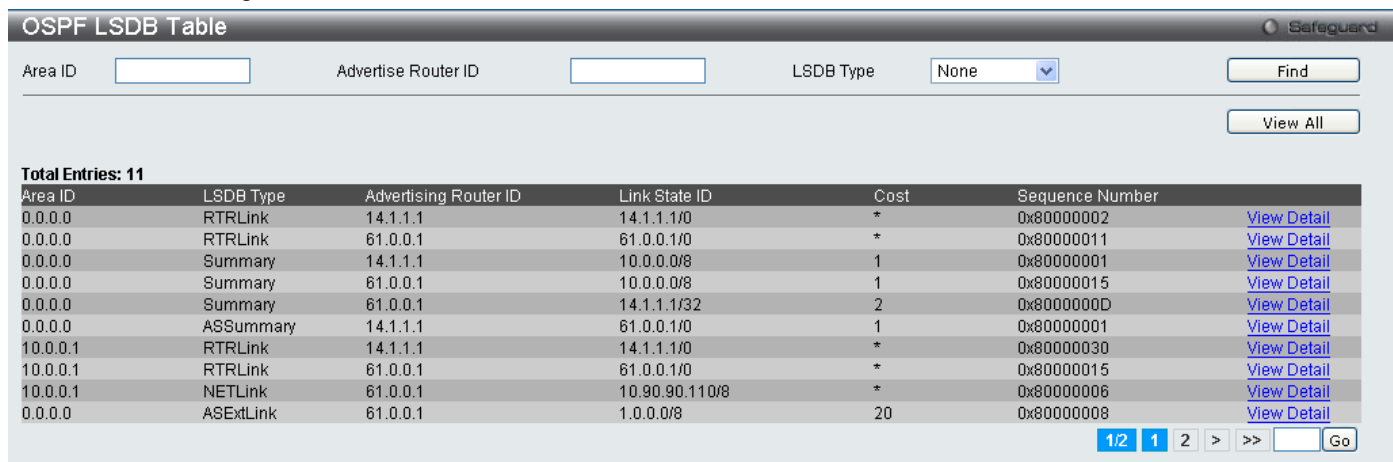 OSPF LSDB Table Safeguard
Area ID Advertise Router ID LSDB Type None Find
View All
Total Entries: 11
Area ID LSDB Type Advertising Router ID Link State ID Cost Sequence Number
0.0.0.0 RTRLink 14.1.1.1 14.1.1.1/0 * 0x80000002 View Detail
0.0.0.0 RTRLink 61.0.0.1 61.0.0.1/0 * 0x80000011 View Detail
0.0.0.0 Summary 14.1.1.1 10.0.0.0/8 1 0x80000001 View Detail
0.0.0.0 Summary 61.0.0.1 10.0.0.0/8 1 0x80000015 View Detail
0.0.0.0 Summary 61.0.0.1 14.1.1.1/32 2 0x8000000D View Detail
0.0.0.0 ASSummary 14.1.1.1 61.0.0.1/0 1 0x80000001 View Detail
10.0.0.1 RTRLink 14.1.1.1 14.1.1.1/0 * 0x80000030 View Detail
10.0.0.1 RTRLink 61.0.0.1 61.0.0.1/0 * 0x80000015 View Detail
10.0.0.1 NETLink 61.0.0.1 10.90.90.110/8 * 0x80000006 View Detail
0.0.0.0 ASExtLink 61.0.0.1 1.0.0.0/8 20 0x80000008 View Detail
1/2 1 2 > >> Go